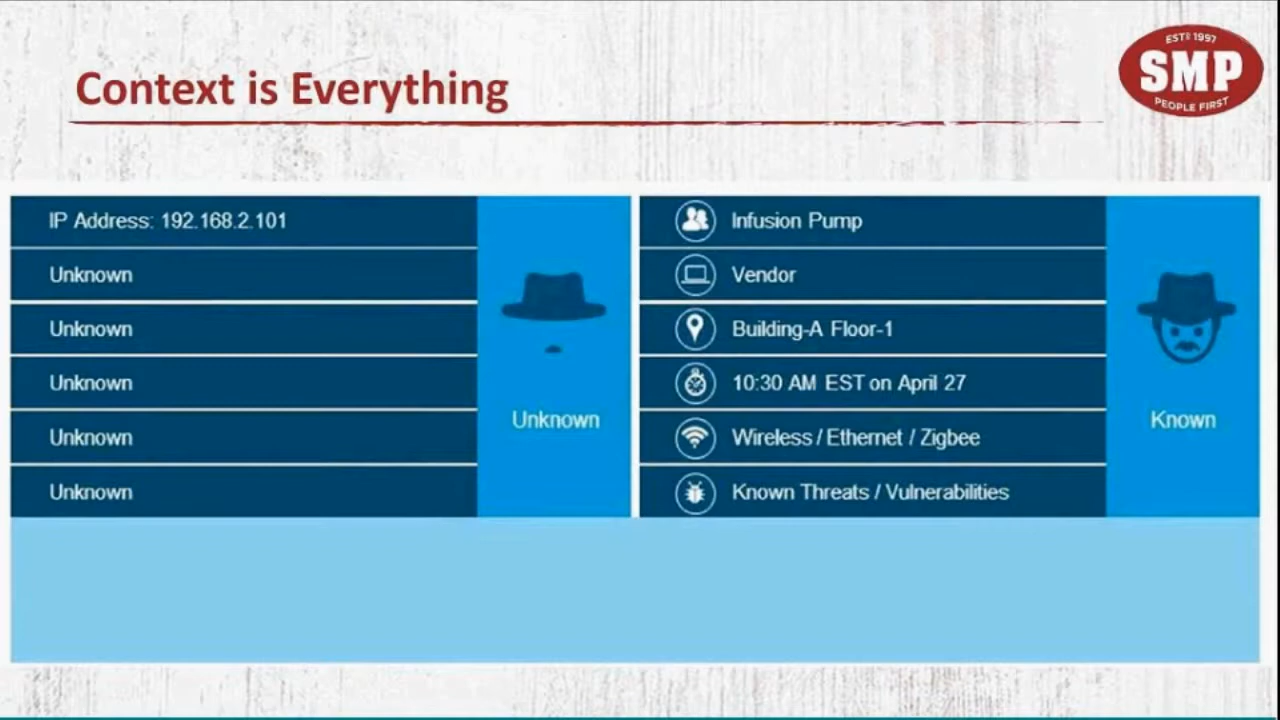 Context is Everything
EST® 1997
SMP
PEOPLE FIRST
IP Address: 192.168.2.101
Unknown
Unknown
Unknown
Unknown
Unknown
Unknown
Infusion Pump
Vendor
Building-A Floor-1
10:30 AM EST on April 27
Wireless / Ethernet / Zigbee
Known Threats / Vulnerabilities
Known